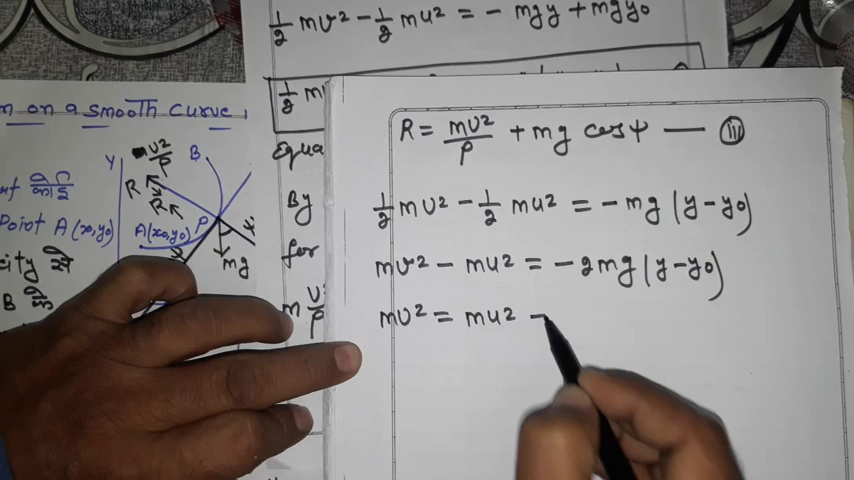 ½ mv² - ½ mu² = - mgy + mgy₀
½ m
m on a smooth curve,
Y
v²/ρ
B
R
Point A(x₀,y₀)
A(x₀,y₀)
P
mg
B
Equa
By
for
m v²/ρ
R = mv²/ρ + mg cosψ — (III)
½ mv² - ½ mu² = - mg (y-y₀)
mv² - mu² = - 2mg (y-y₀)
mv² = mu² -